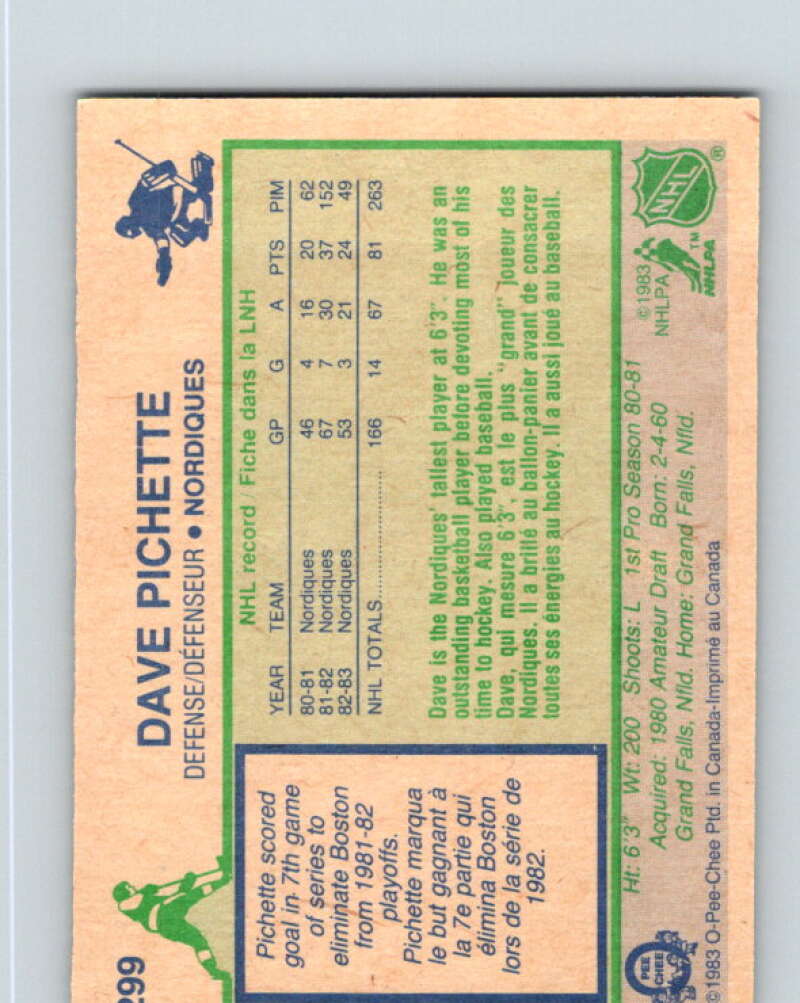 299
DAVE PICHETTE
DEFENSE/DÉFENSEUR • NORDIQUES
Pichette scored
goal in 7th game
of series to
eliminate Boston
from 1981-82
playoffs.
Pichette marqua
le but gagnant à
la 7e partie qui
élimina Boston
lors de la série de
1982.
NHL record / Fiche dans la LNH
YEAR TEAM GP G A PTS PIM
80-81 Nordiques 46 4 16 20 62
81-82 Nordiques 67 7 30 37 152
82-83 Nordiques 53 3 21 24 49
NHL TOTALS 166 14 67 81 263
Dave is the Nordiques' tallest player at 6'3". He was an
outstanding basketball player before devoting most of his
time to hockey. Also played baseball.
Dave, qui mesure 6'3", est le plus "grand" joueur des
Nordiques. Il a brillé au ballon-panier avant de consacrer
toutes ses énergies au hockey. Il a aussi joué au baseball.
Ht: 6'3" Wt: 200 Shoots: L 1st Pro Season 80-81
Acquired: 1980 Amateur Draft Born: 2-4-60
Grand Falls, Nfld. Home: Grand Falls, Nfld.
©1983
NHLPA
NHL ®
NHLPA ™
O PEE CHEE
©1983 O-Pee-Chee Ptd. in Canada-Imprimé au Canada